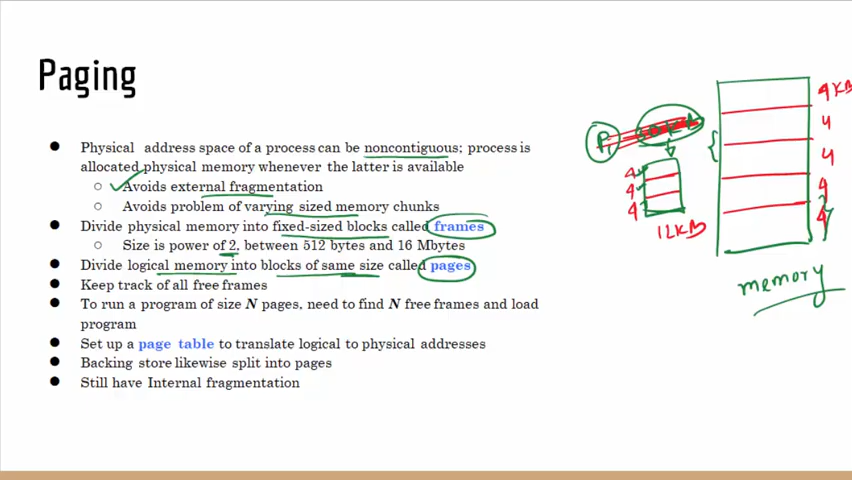 Paging
Physical address space of a process can be noncontiguous; process is
allocated physical memory whenever the latter is available
Avoids external fragmentation
Avoids problem of varying sized memory chunks
Divide physical memory into fixed-sized blocks called frames
Size is power of 2, between 512 bytes and 16 Mbytes
Divide logical memory into blocks of same size called pages
Keep track of all free frames
To run a program of size N pages, need to find N free frames and load
program
Set up a page table to translate logical to physical addresses
Backing store likewise split into pages
Still have Internal fragmentation
P1
4
4
4
12KB
4KB
4
4
4
4
memory